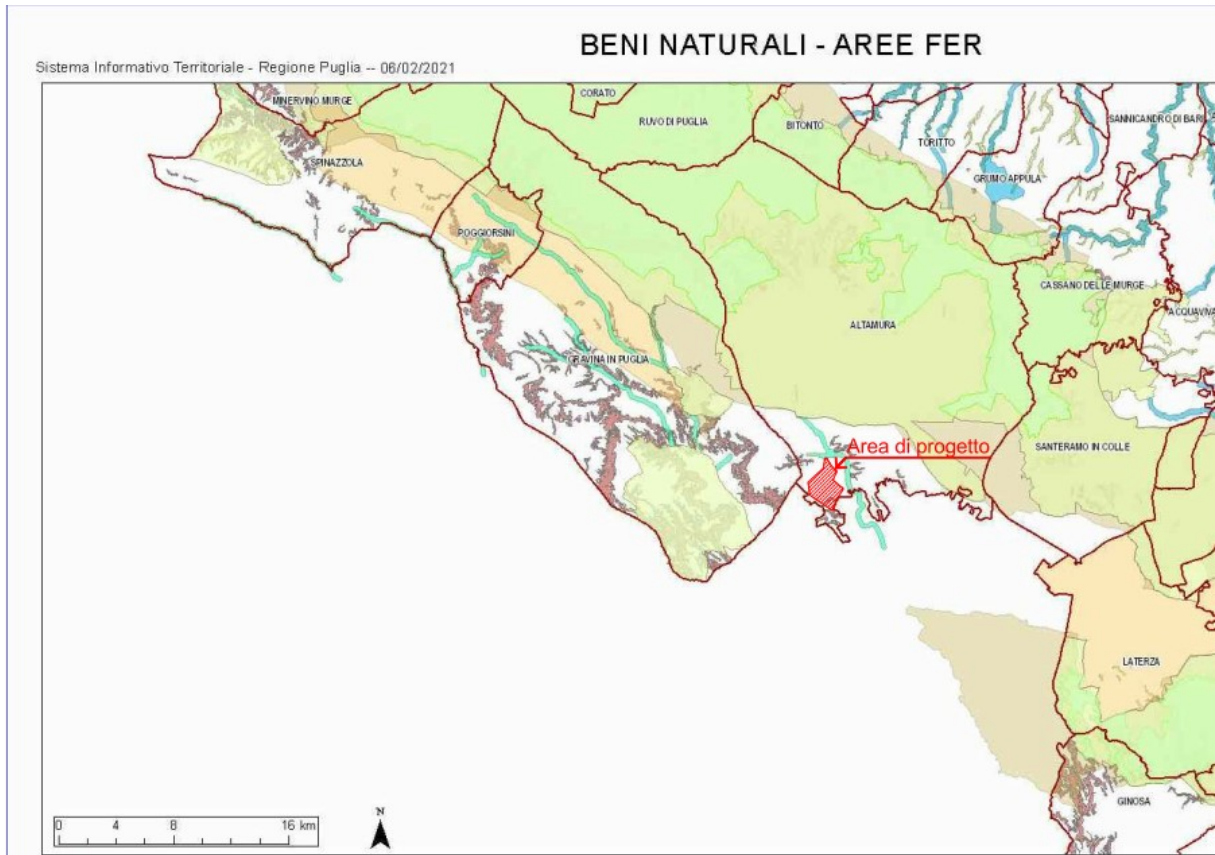 BENI NATURALI - AREE FER
Sistema Informativo Territoriale - Regione Puglia -- 06/02/2021
MINERVINO MURGE
CORATO
RUVO DI PUGLIA
BITONTO
TORITTO
SANNICANDRO DI BARI
SPINAZZOLA
GRUMO APPULA
POGGIORSINI
CASSANO DELLE MURGE
ACQUAVIVA
ALTAMURA
GRAVINA IN PUGLIA
Area di progetto
SANTERAMO IN COLLE
LATERZA
GINOSA
0 4 8 16 km
N